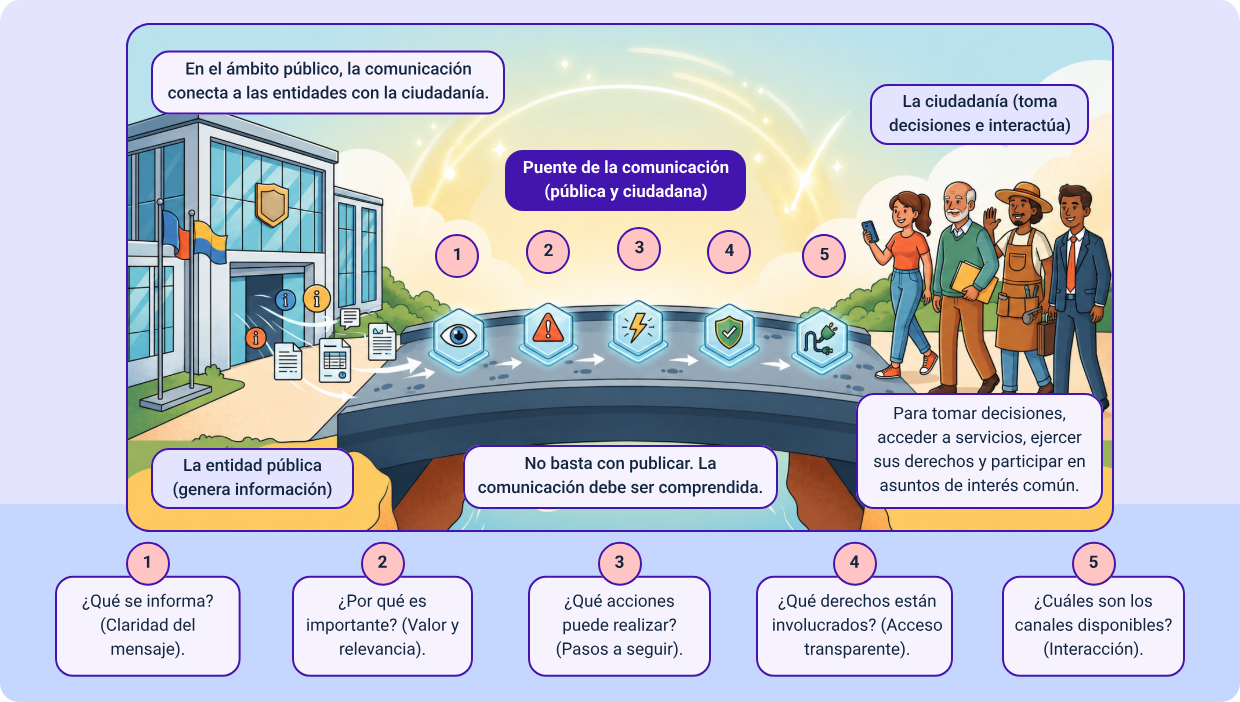 En el ámbito público, la comunicación
conecta a las entidades con la ciudadanía.
La ciudadanía (toma
decisiones e interactúa)
Puente de la comunicación
(pública y ciudadana)
1
2
3
4
5
La entidad pública
(genera información)
No basta con publicar. La
comunicación debe ser comprendida.
Para tomar decisiones,
acceder a servicios, ejercer
sus derechos y participar en
asuntos de interés común.
1
¿Qué se informa?
(Claridad del
mensaje).
2
¿Por qué es
importante? (Valor y
relevancia).
3
¿Qué acciones
puede realizar?
(Pasos a seguir).
4
¿Qué derechos están
involucrados? (Acceso
transparente).
5
¿Cuáles son los
canales disponibles?
(Interacción).